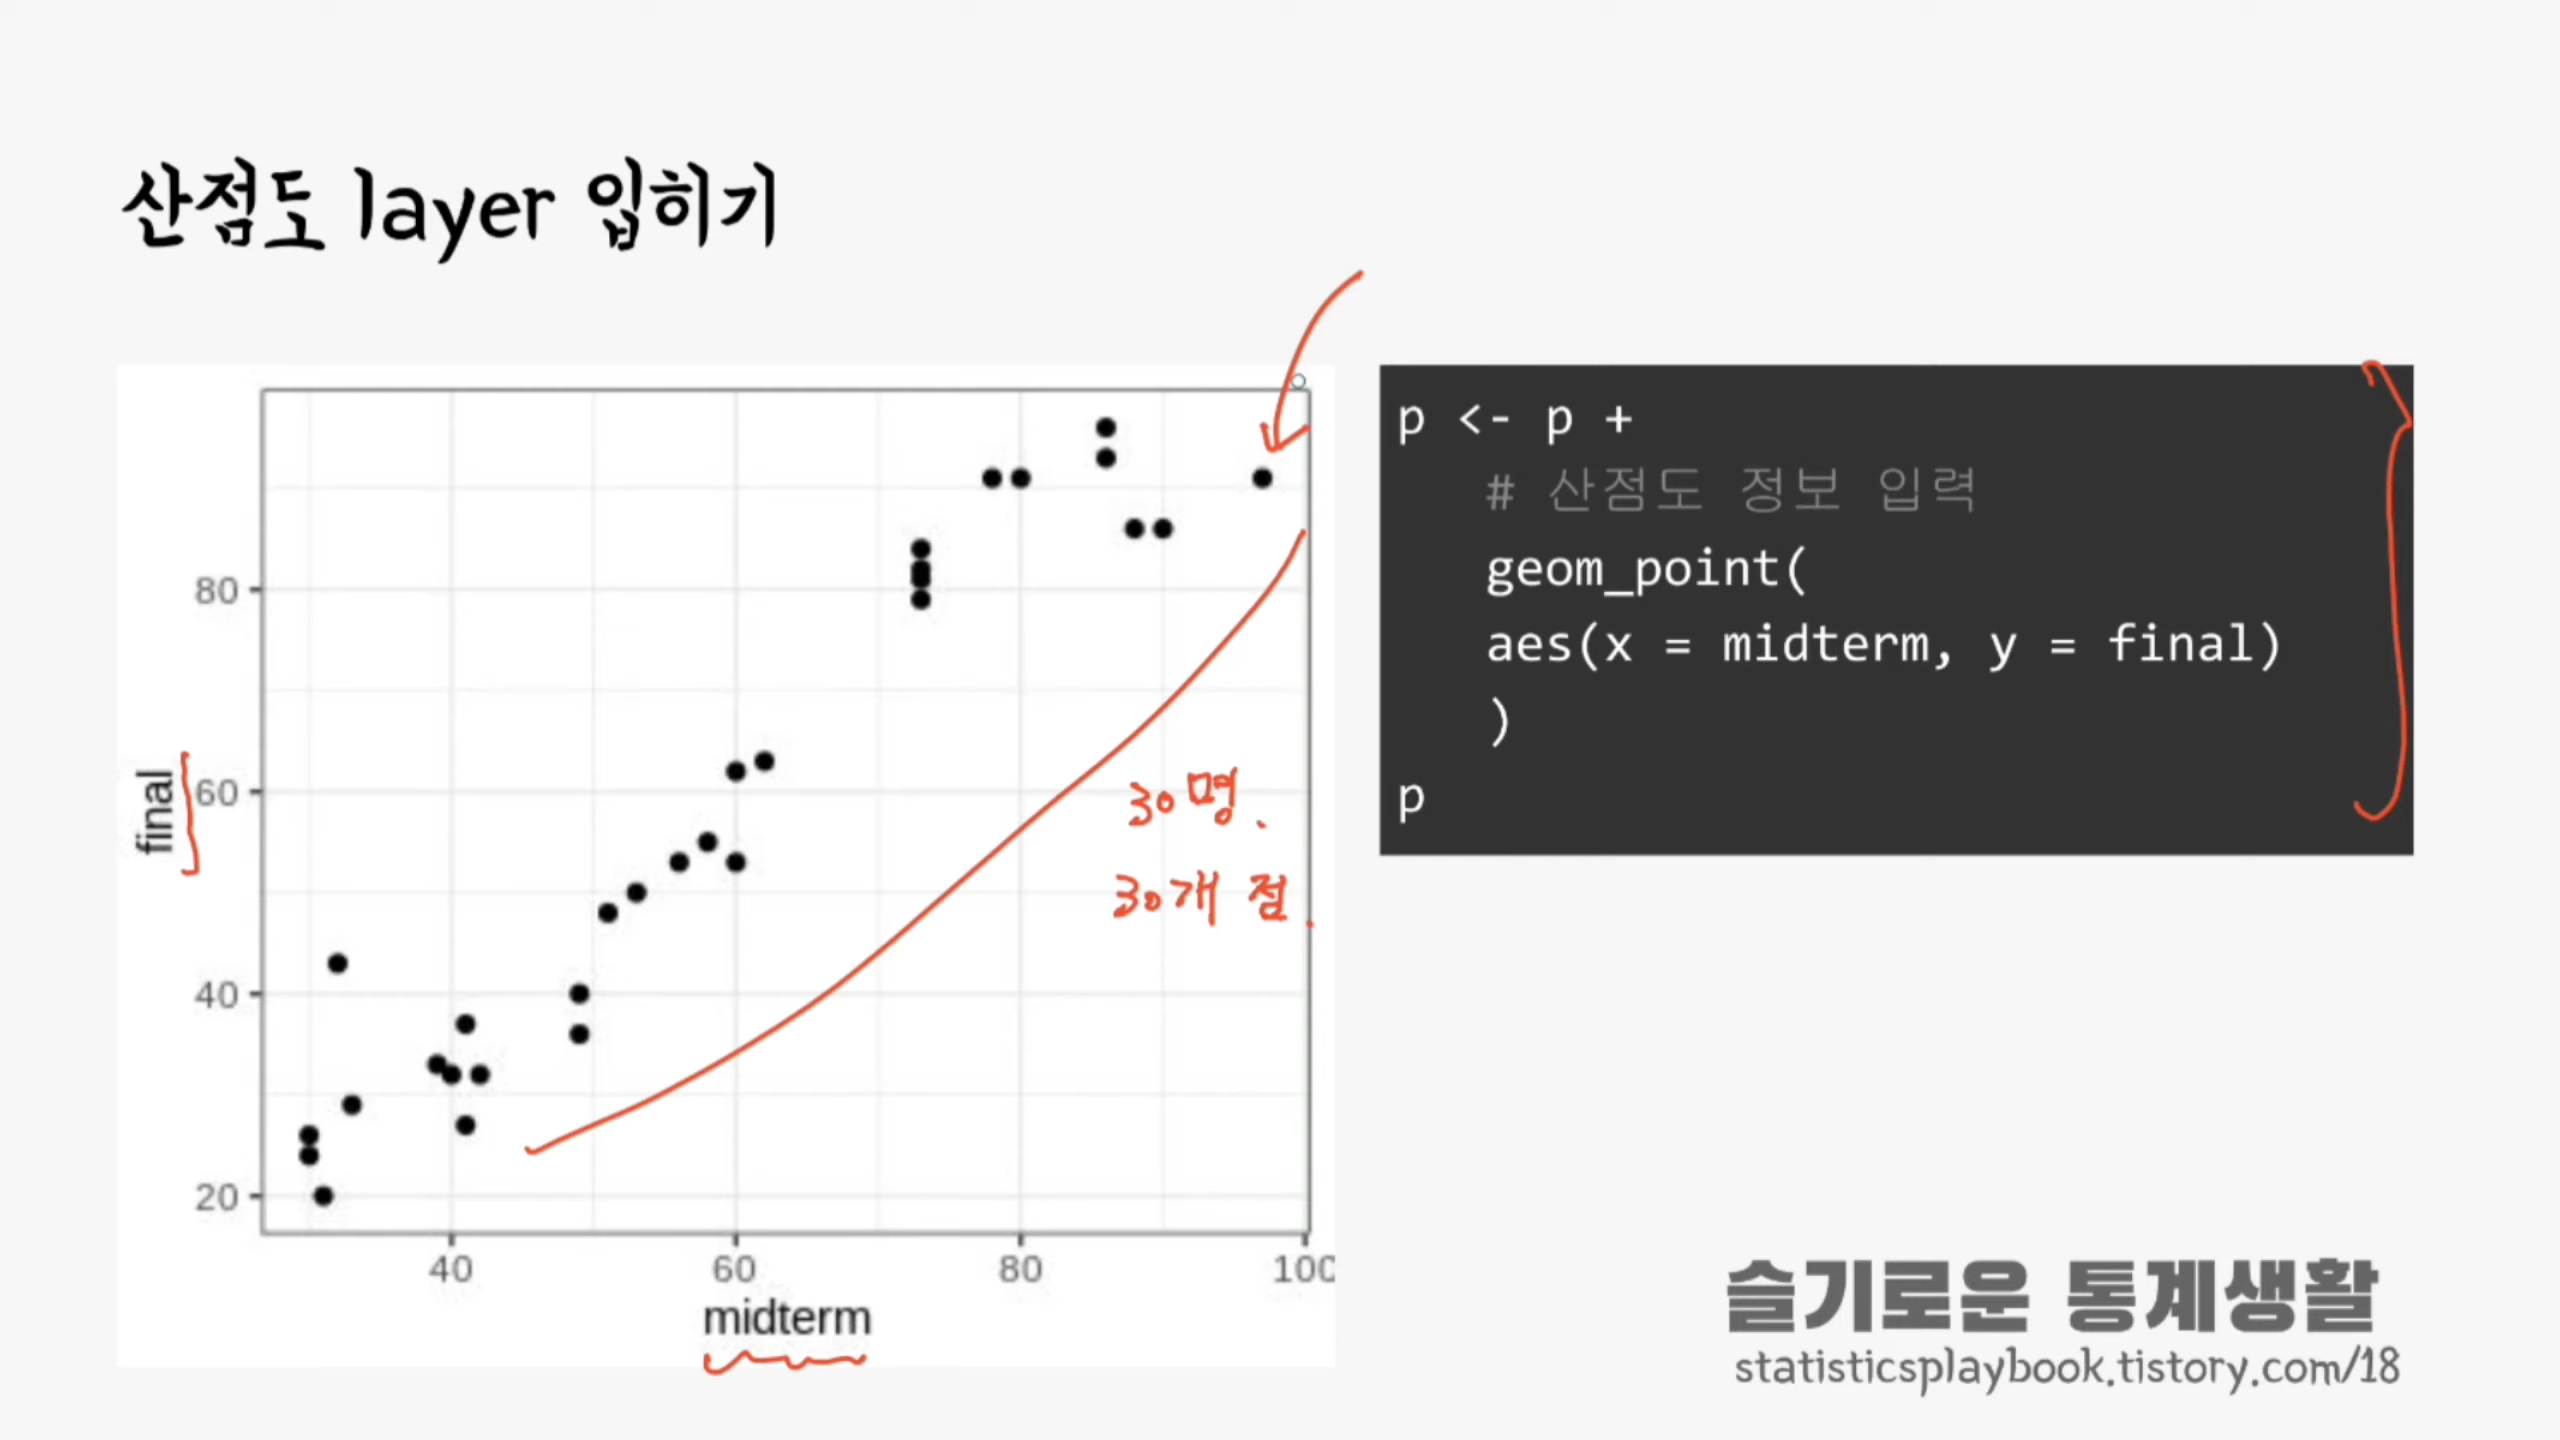 산점도 layer 입히기
80
60
40
20
final
40 60 80 100
midterm
30명.
30개 점.
p <- p +
# 산점도 정보 입력
geom_point(
aes(x = midterm, y = final)
)
p
슬기로운 통계생활
statisticsplaybook.tistory.com/18